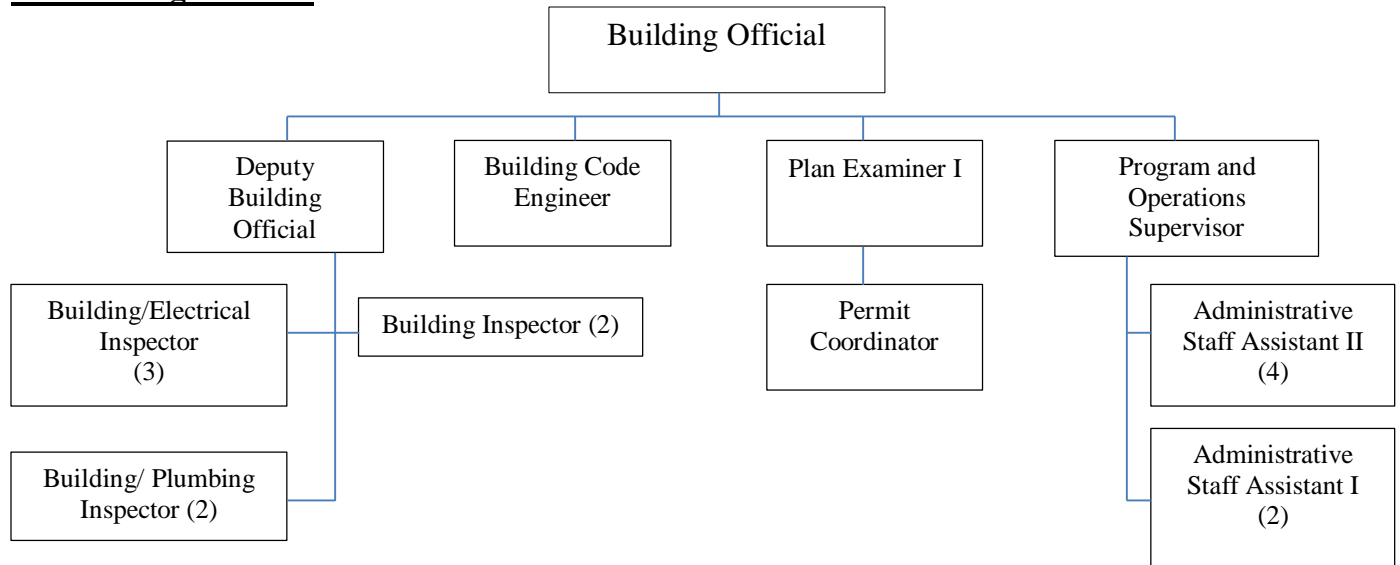 Building Official
Deputy
Building
Official
Building Code
Engineer
Plan Examiner I
Program and
Operations
Supervisor
Building/Electrical
Inspector
(3)
Building Inspector (2)
Permit
Coordinator
Administrative
Staff Assistant II
(4)
Building/ Plumbing
Inspector (2)
Administrative
Staff Assistant I
(2)